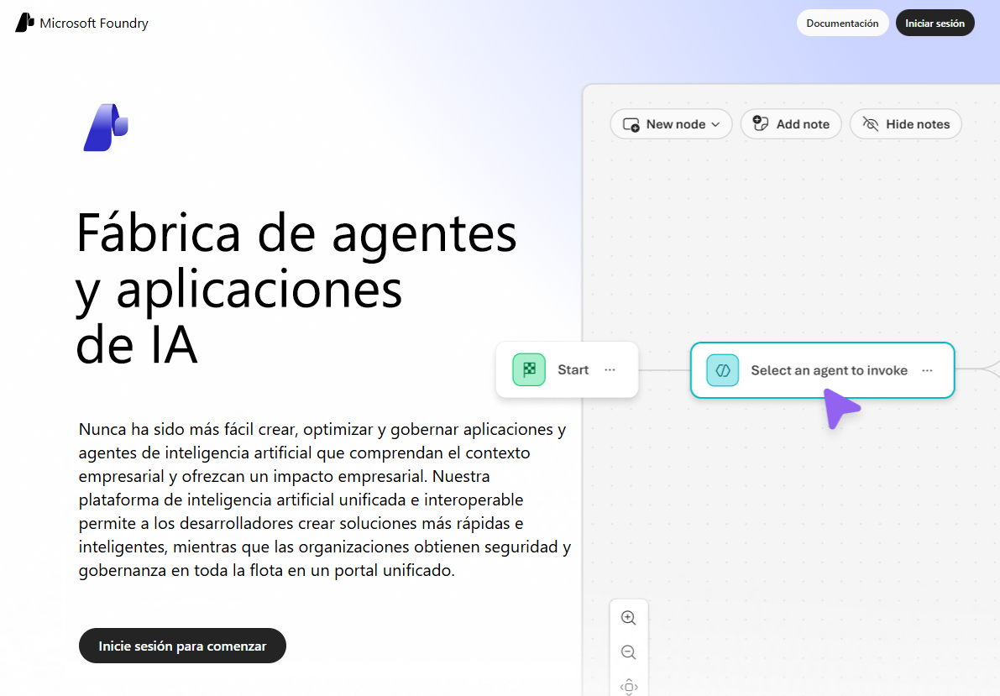 Microsoft Foundry
Documentación
Iniciar sesión
New node
Add note
Hide notes
Fábrica de agentes
y aplicaciones
de IA
Start
Select an agent to invoke
Nunca ha sido más fácil crear, optimizar y gobernar aplicaciones y
agentes de inteligencia artificial que comprendan el contexto
empresarial y ofrezcan un impacto empresarial. Nuestra
plataforma de inteligencia artificial unificada e interoperable
permite a los desarrolladores crear soluciones más rápidas e
inteligentes, mientras que las organizaciones obtienen seguridad y
gobernanza en toda la flota en un portal unificado.
Inicie sesión para comenzar